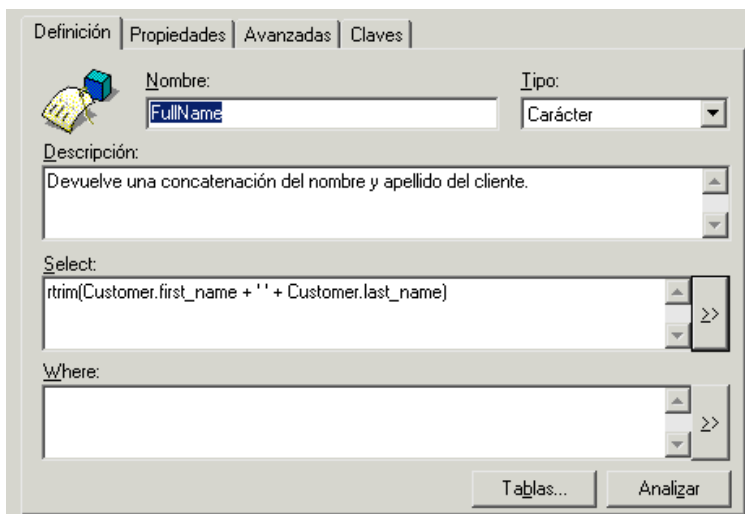 Definición Propiedades Avanzadas Claves
Nombre: Tipo:
FullName Carácter
Descripción:
Devuelve una concatenación del nombre y apellido del cliente.
Select:
rtrim(Customer.first_name + ' ' + Customer.last_name)
>>
Where:
>>
Tablas... Analizar